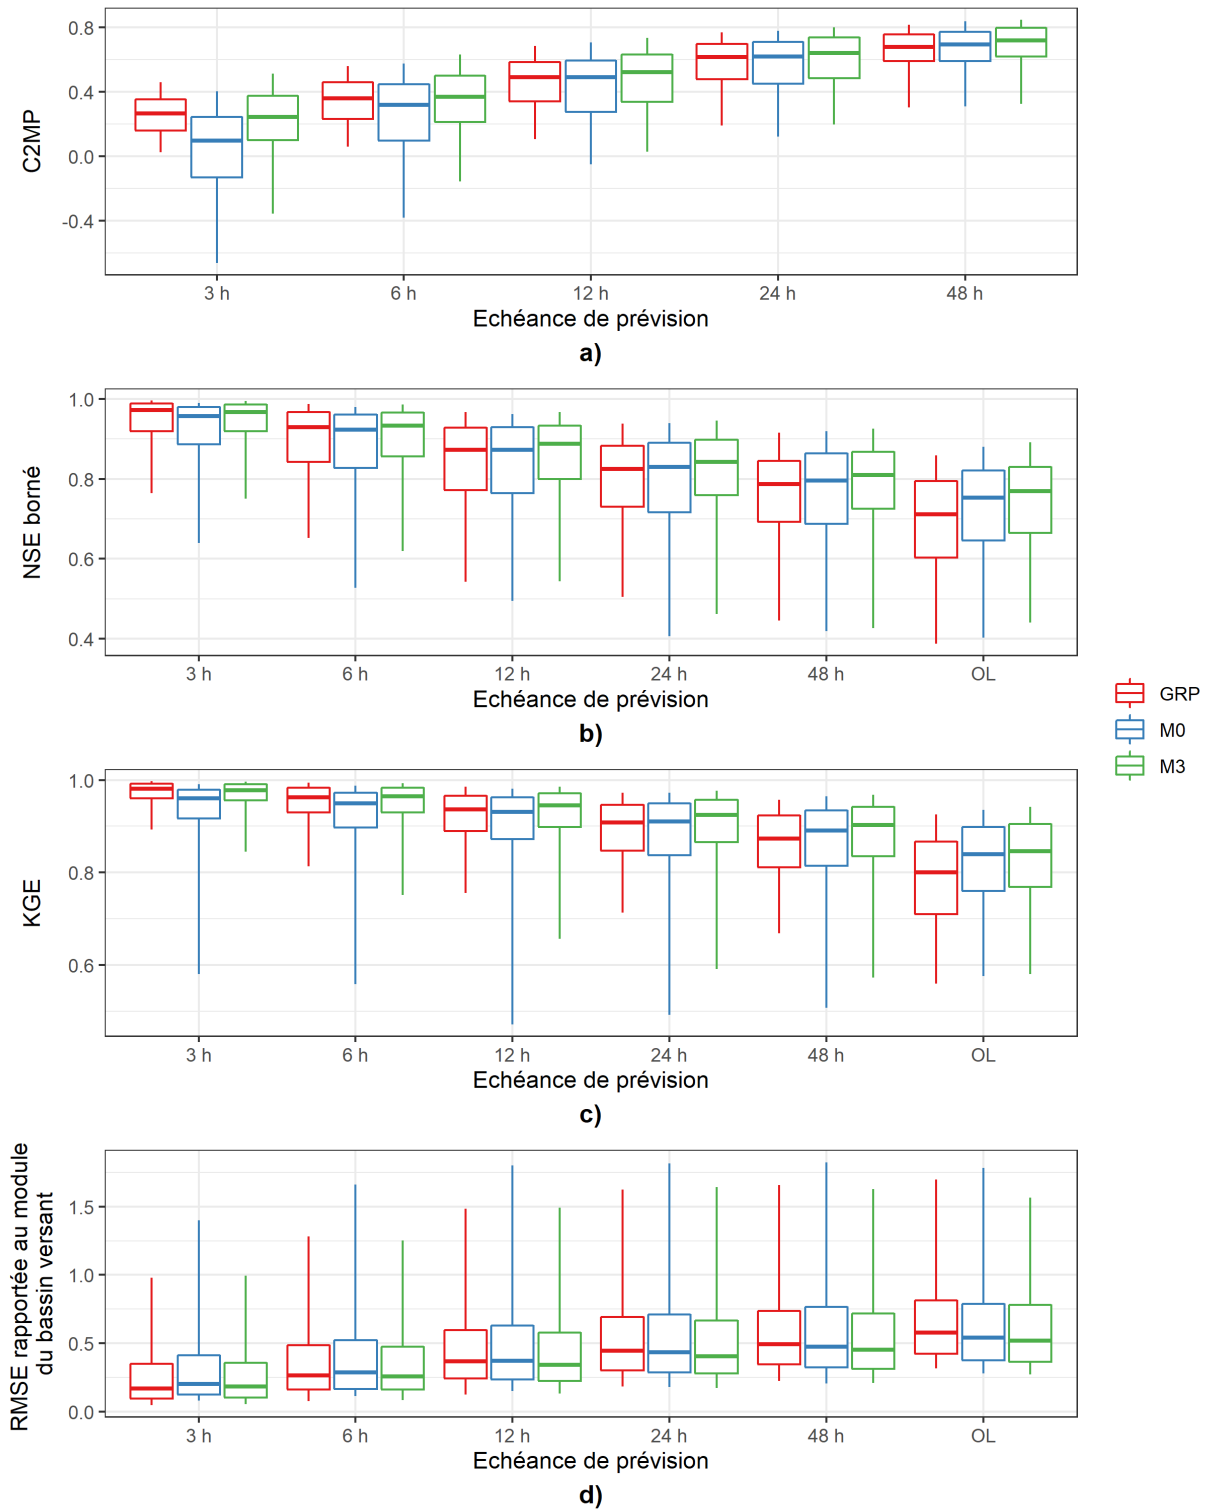 0.8
0.4
0.0
-0.4
C2MP
3 h 6 h 12 h 24 h 48 h
Echéance de prévision
a)
1.0
0.8
0.6
0.4
NSE borné
3 h 6 h 12 h 24 h 48 h OL
Echéance de prévision
b)
GRP
M0
M3
1.0
0.8
0.6
KGE
3 h 6 h 12 h 24 h 48 h OL
Echéance de prévision
c)
RMSE rapportée au module
du bassin versant
1.5
1.0
0.5
0.0
3 h 6 h 12 h 24 h 48 h OL
Echéance de prévision
d)